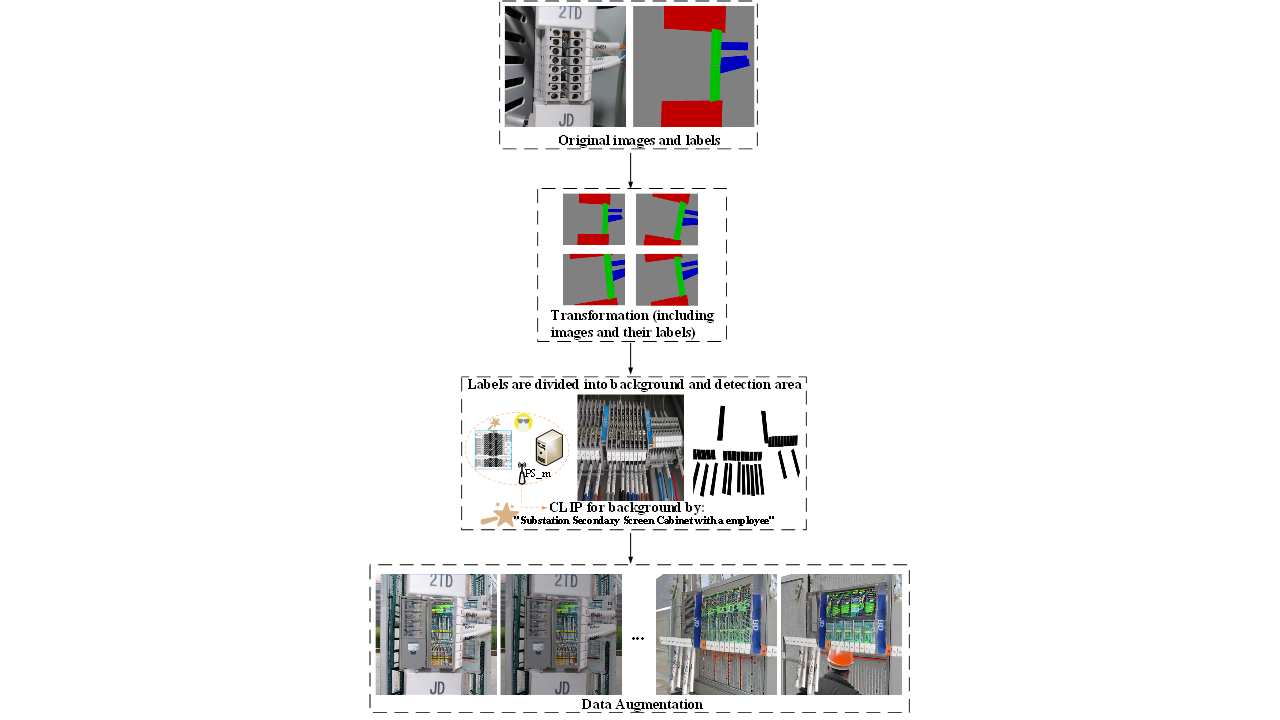 2TD
JD
Original images and labels
Transformation (including
images and their labels)
Labels are divided into background and detection area
PS_m
CLIP for background by:
"Substation Secondary Screen Cabinet with a employee"
2TD
2TD
...
JD
JD
Data Augmentation